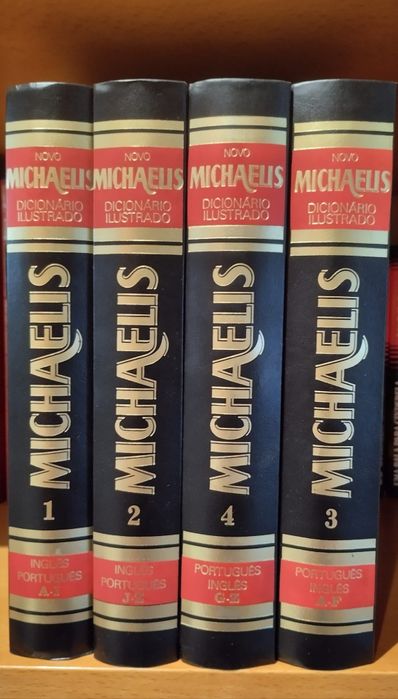 NOVO
MICHAELIS
DICIONÁRIO
ILUSTRADO
MICHAELIS
1
INGLÊS
PORTUGUÊS
A-I
NOVO
MICHAELIS
DICIONÁRIO
ILUSTRADO
MICHAELIS
2
INGLÊS
PORTUGUÊS
J-Z
NOVO
MICHAELIS
DICIONÁRIO
ILUSTRADO
MICHAELIS
4
PORTUGUÊS
INGLÊS
G-Z
NOVO
MICHAELIS
DICIONÁRIO
ILUSTRADO
MICHAELIS
3
PORTUGUÊS
INGLÊS
A-F